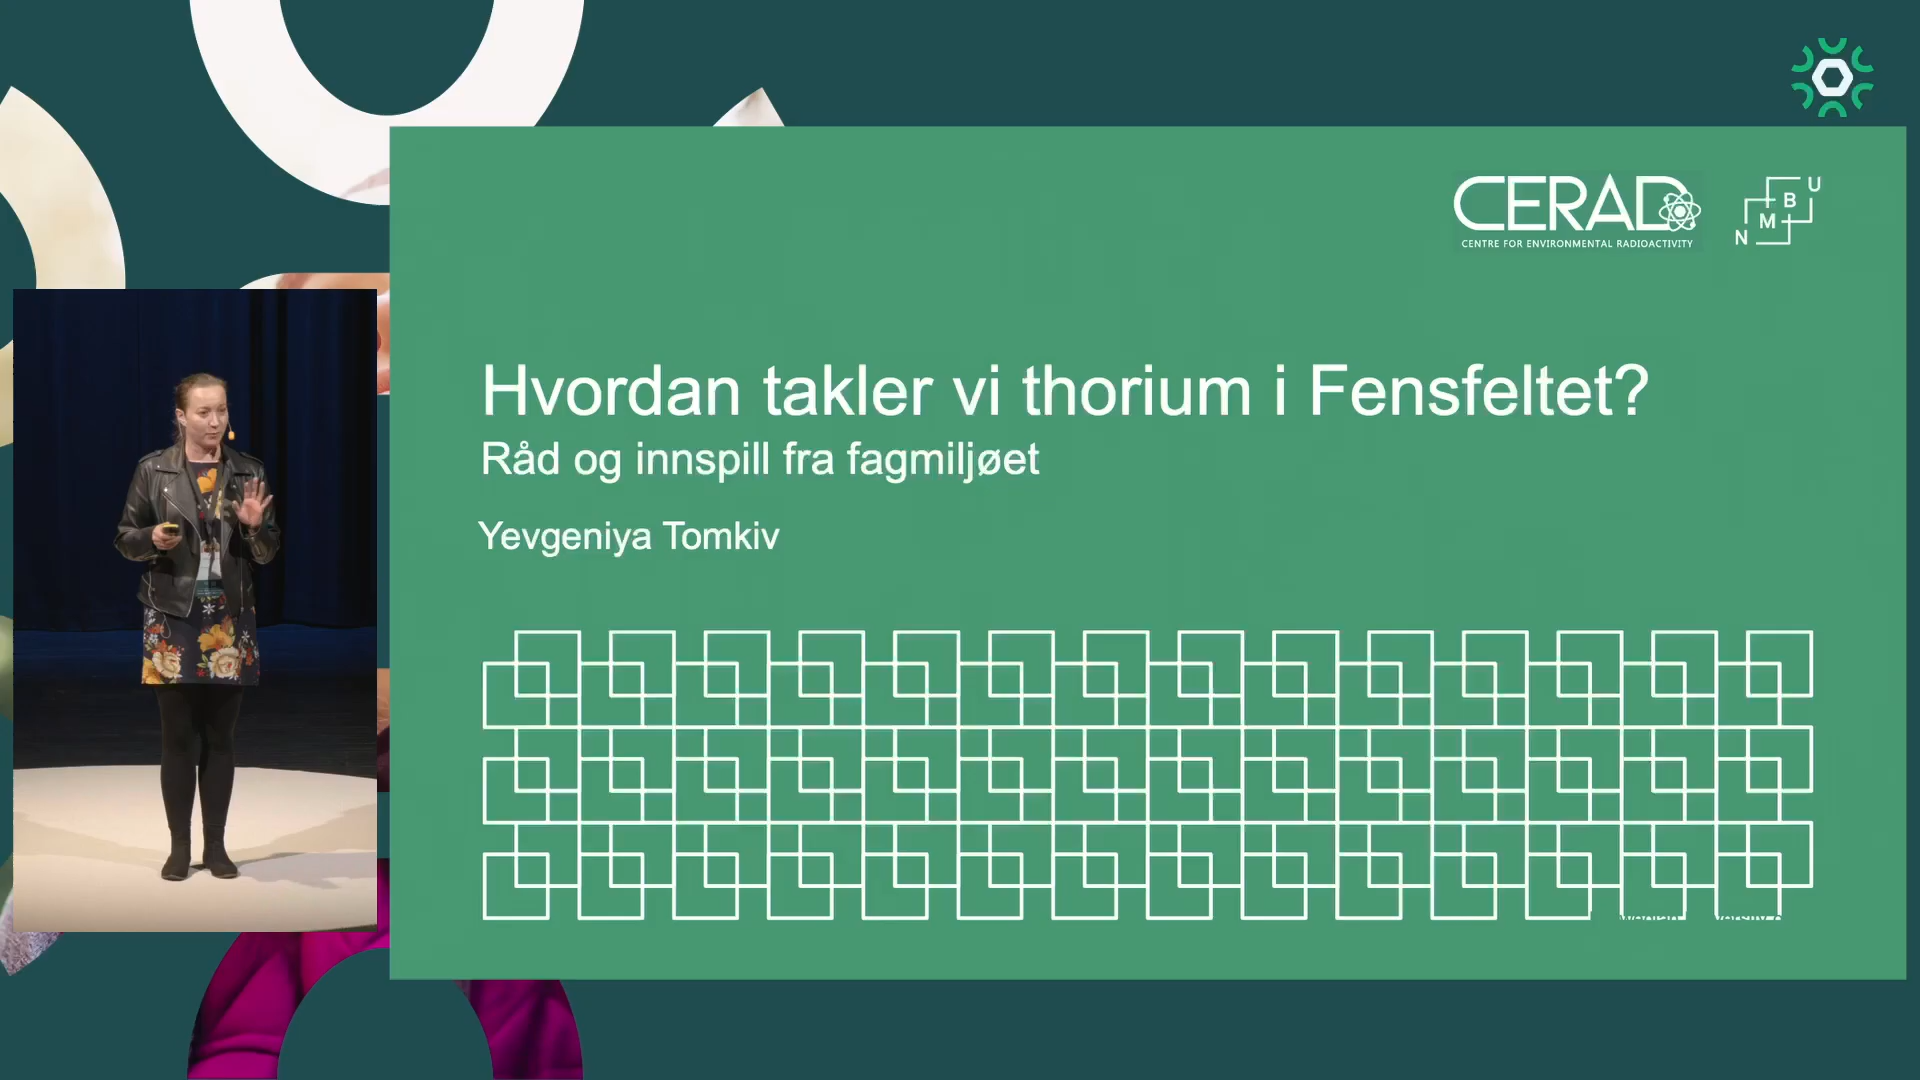 CERAD
CENTRE FOR ENVIRONMENTAL RADIOACTIVITY
N M B U
Hvordan takler vi thorium i Fensfeltet?
Råd og innspill fra fagmiljøet
Yevgeniya Tomkiv